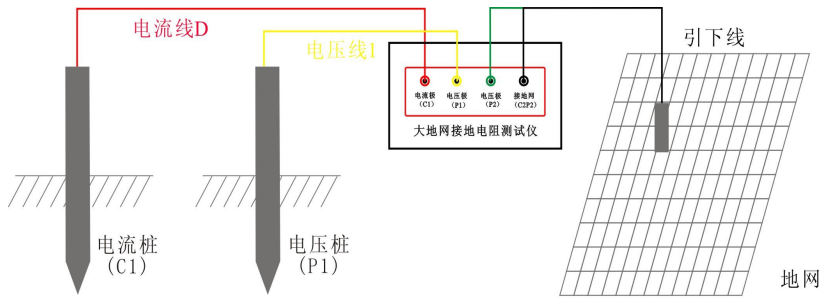 电流线D
电压线1
引下线
电流极 电压极 电压极 接地网
(C1) (P1) (P2) (C2P2)
大地网接地电阻测试仪
电流桩
(C1)
电压桩
(P1)
地网